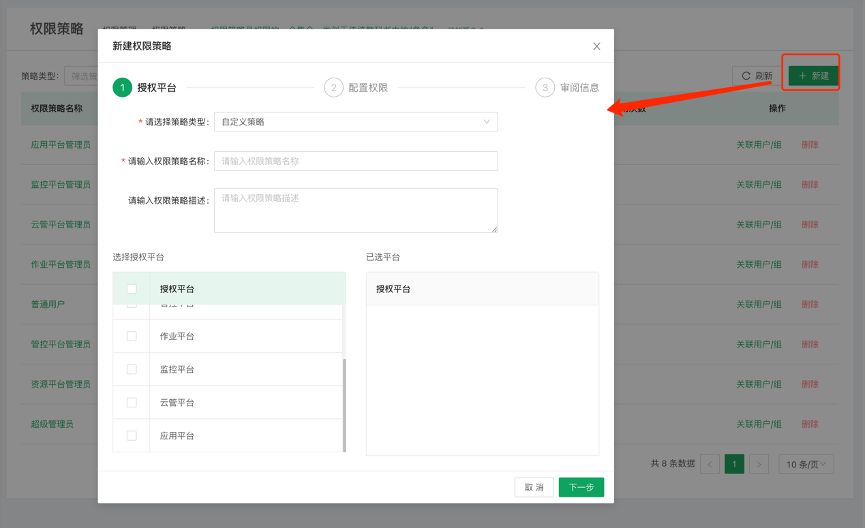 权限策略
策略类型：
刷新
+ 新建
权限策略名称
操作
应用平台管理员
关联用户/组
删除
监控平台管理员
关联用户/组
删除
云管平台管理员
关联用户/组
删除
作业平台管理员
关联用户/组
删除
普通用户
关联用户/组
删除
管控平台管理员
关联用户/组
删除
资源平台管理员
关联用户/组
删除
超级管理员
关联用户/组
删除
共 8 条数据
<
1
>
10 条/页
新建权限策略
1 授权平台
2 配置权限
3 审阅信息
* 请选择策略类型：
自定义策略
* 请输入权限策略名称：
请输入权限策略名称
请输入权限策略描述：
请输入权限策略描述
选择授权平台
已选平台
授权平台
授权平台
作业平台
监控平台
云管平台
应用平台
取 消
下一步